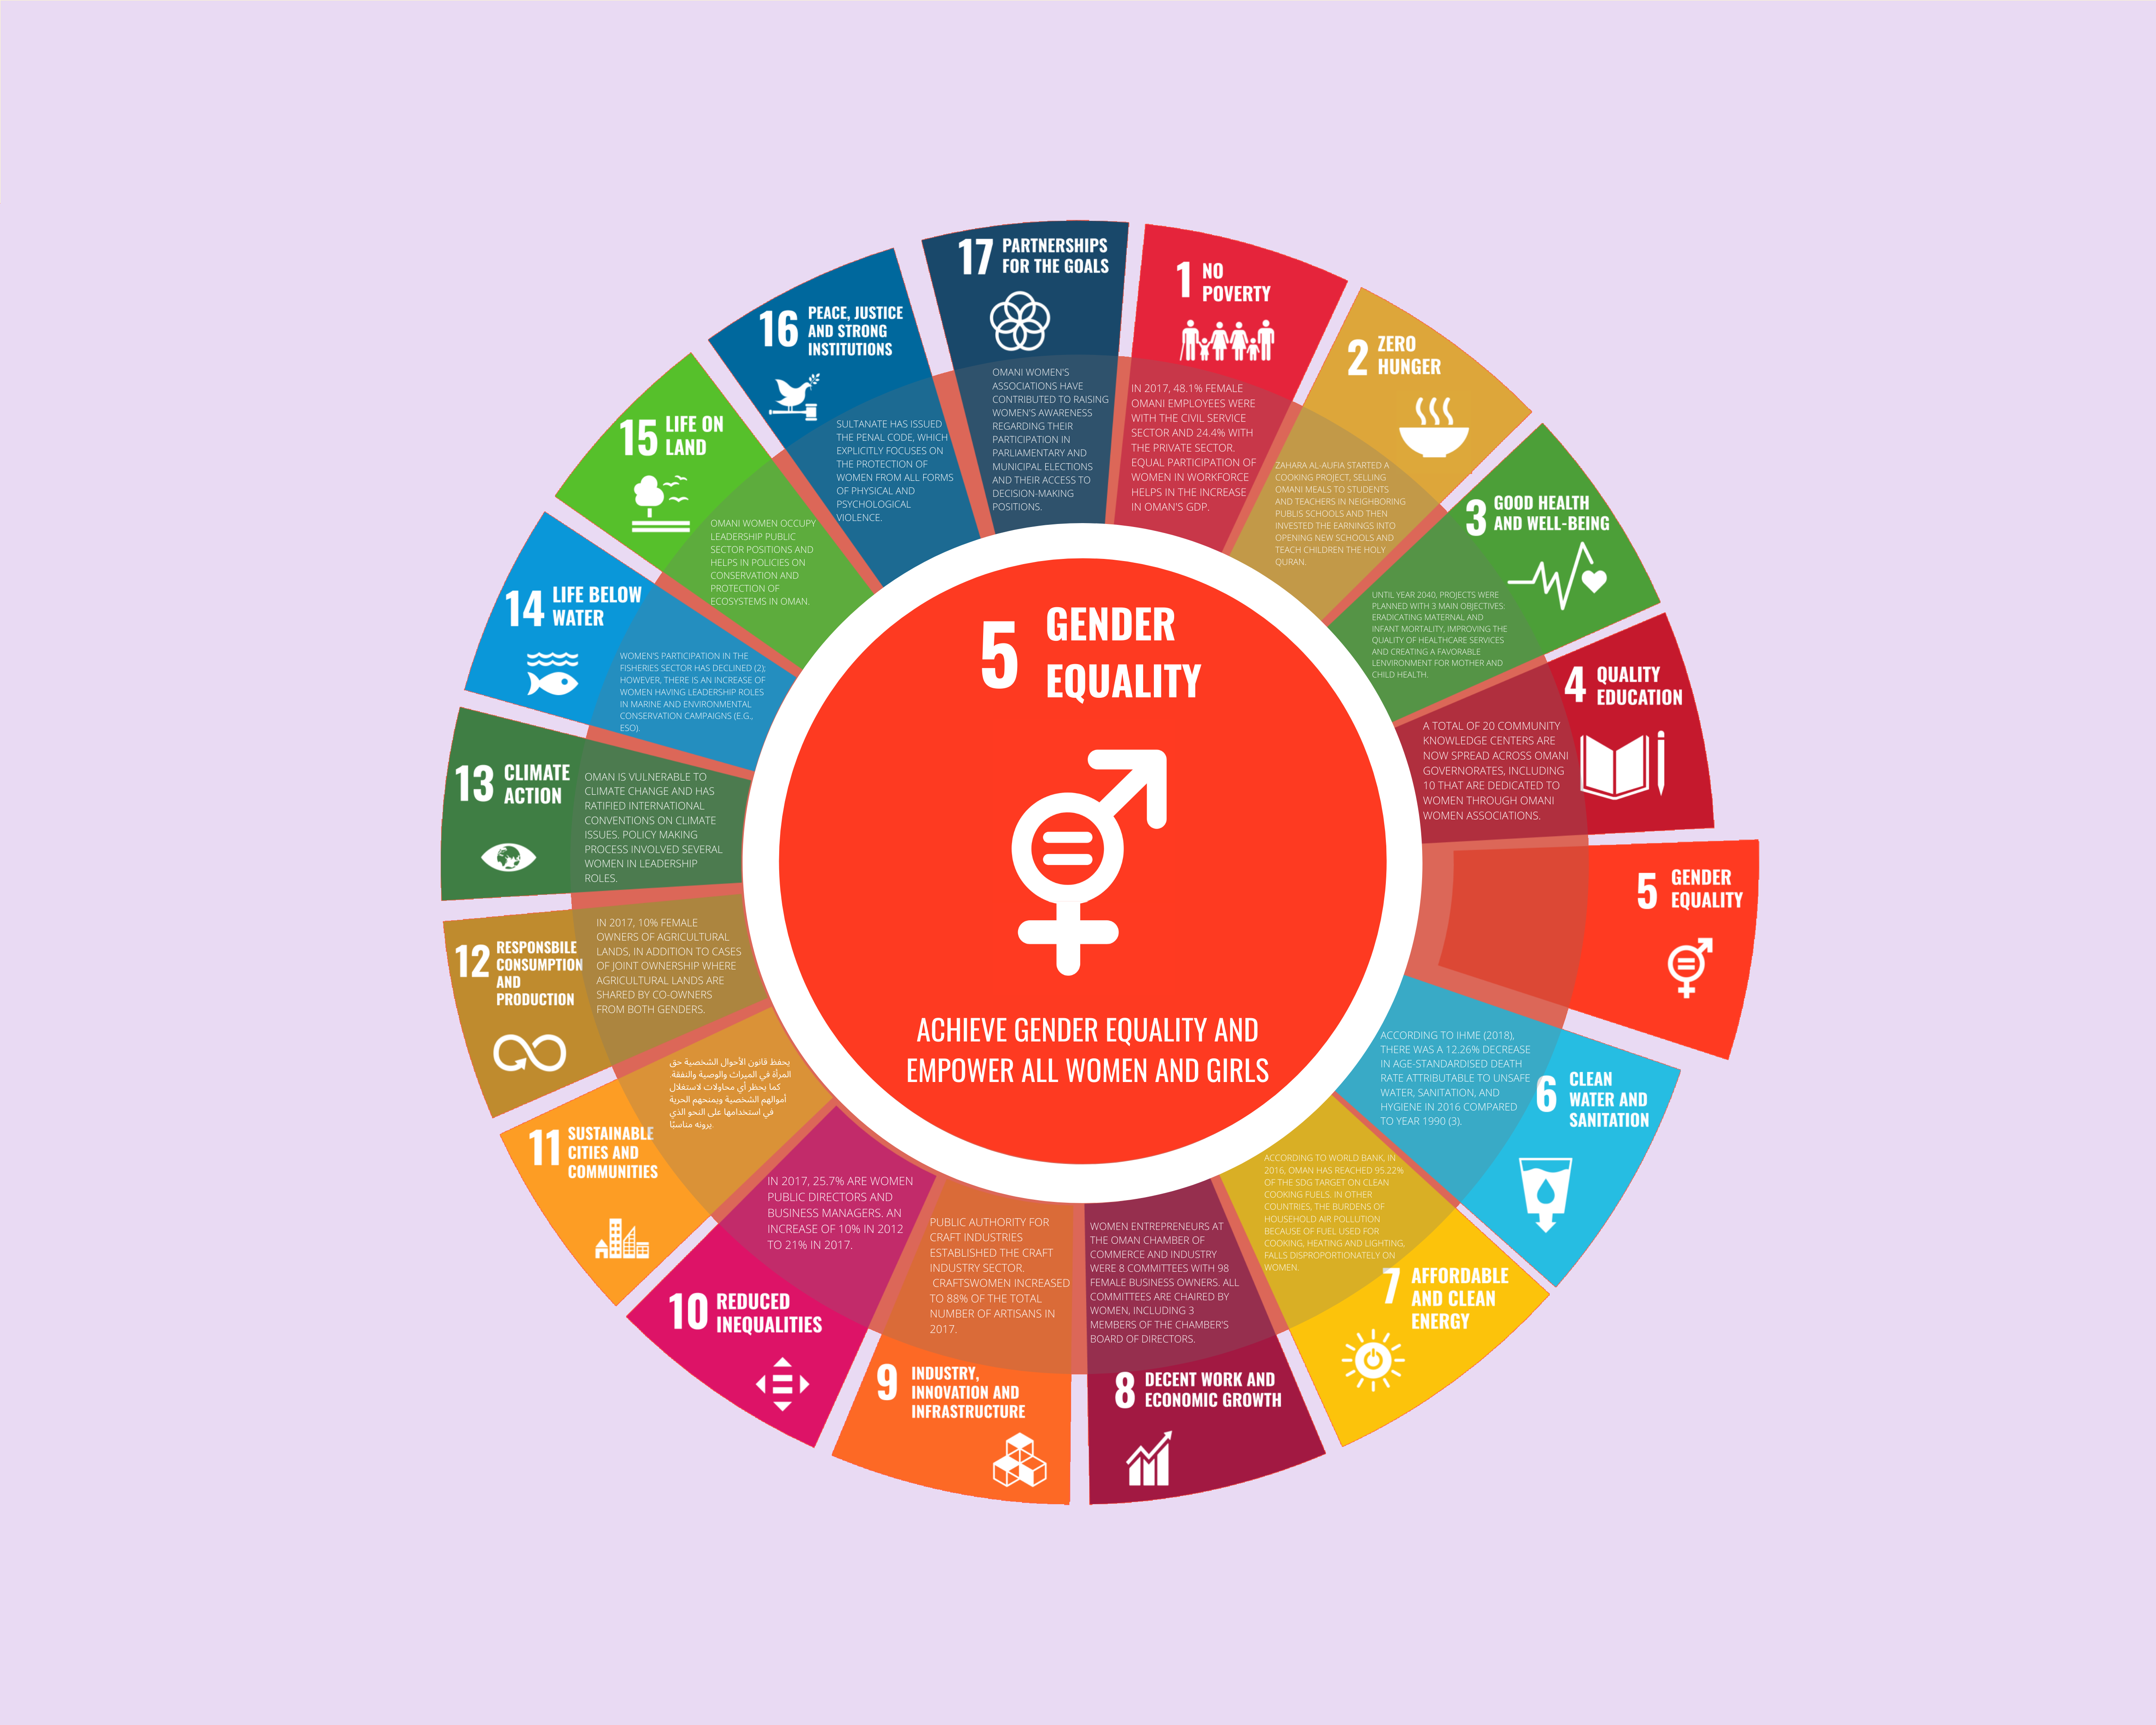 5 GENDER
EQUALITY
ACHIEVE GENDER EQUALITY AND
EMPOWER ALL WOMEN AND GIRLS
1 NO
POVERTY
IN 2017, 48.1% FEMALE
OMANI EMPLOYEES WERE
WITH THE CIVIL SERVICE
SECTOR AND 24.4% WITH
THE PRIVATE SECTOR.
EQUAL PARTICIPATION OF
WOMEN IN WORKFORCE
HELPS IN THE INCREASE
IN OMAN'S GDP.
2 ZERO
HUNGER
ZAHARA AL-AUFIA STARTED A
COOKING PROJECT, SELLING
OMANI MEALS TO STUDENTS
AND TEACHERS IN NEIGHBORING
PUBLIS SCHOOLS AND THEN
INVESTED THE EARNINGS INTO
OPENING NEW SCHOOLS AND
TEACH CHILDREN THE HOLY
QURAN.
3 GOOD HEALTH
AND WELL-BEING
UNTIL YEAR 2040, PROJECTS WERE
PLANNED WITH 3 MAIN OBJECTIVES:
ERADICATING MATERNAL AND
INFANT MORTALITY, IMPROVING THE
QUALITY OF HEALTHCARE SERVICES
AND CREATING A FAVORABLE
LENVIRONMENT FOR MOTHER AND
CHILD HEALTH.
4 QUALITY
EDUCATION
A TOTAL OF 20 COMMUNITY
KNOWLEDGE CENTERS ARE
NOW SPREAD ACROSS OMANI
GOVERNORATES, INCLUDING
10 THAT ARE DEDICATED TO
WOMEN THROUGH OMANI
WOMEN ASSOCIATIONS.
5 GENDER
EQUALITY
ACCORDING TO IHME (2018),
THERE WAS A 12.26% DECREASE
IN AGE-STANDARDISED DEATH
RATE ATTRIBUTABLE TO UNSAFE
WATER, SANITATION, AND
HYGIENE IN 2016 COMPARED
TO YEAR 1990 (3).
6 CLEAN
WATER AND
SANITATION
ACCORDING TO WORLD BANK, IN
2016, OMAN HAS REACHED 95.22%
OF THE SDG TARGET ON CLEAN
COOKING FUELS. IN OTHER
COUNTRIES, THE BURDENS OF
HOUSEHOLD AIR POLLUTION
BECAUSE OF FUEL USED FOR
COOKING, HEATING AND LIGHTING,
FALLS DISPROPORTIONATELY ON
WOMEN.
7 AFFORDABLE
AND CLEAN
ENERGY
WOMEN ENTREPRENEURS AT
THE OMAN CHAMBER OF
COMMERCE AND INDUSTRY
WERE 8 COMMITTEES WITH 98
FEMALE BUSINESS OWNERS. ALL
COMMITTEES ARE CHAIRED BY
WOMEN, INCLUDING 3
MEMBERS OF THE CHAMBER'S
BOARD OF DIRECTORS.
8 DECENT WORK AND
ECONOMIC GROWTH
PUBLIC AUTHORITY FOR
CRAFT INDUSTRIES
ESTABLISHED THE CRAFT
INDUSTRY SECTOR.
CRAFTSWOMEN INCREASED
TO 88% OF THE TOTAL
NUMBER OF ARTISANS IN
2017.
9 INDUSTRY,
INNOVATION AND
INFRASTRUCTURE
IN 2017, 25.7% ARE WOMEN
PUBLIC DIRECTORS AND
BUSINESS MANAGERS. AN
INCREASE OF 10% IN 2012
TO 21% IN 2017.
10 REDUCED
INEQUALITIES
يحفظ قانون الأحوال الشخصية حق
المرأة في الميراث والوصية والنفقة.
كما يحظر أي محاولات لاستغلال
أموالهم الشخصية ويمنحهم الحرية
في استخدامها على النحو الذي
يرونه مناسبًا.
11 SUSTAINABLE
CITIES AND
COMMUNITIES
12 RESPONSBILE
CONSUMPTION
AND
PRODUCTION
IN 2017, 10% FEMALE
OWNERS OF AGRICULTURAL
LANDS, IN ADDITION TO CASES
OF JOINT OWNERSHIP WHERE
AGRICULTURAL LANDS ARE
SHARED BY CO-OWNERS
FROM BOTH GENDERS.
13 CLIMATE
ACTION
OMAN IS VULNERABLE TO
CLIMATE CHANGE AND HAS
RATIFIED INTERNATIONAL
CONVENTIONS ON CLIMATE
ISSUES. POLICY MAKING
PROCESS INVOLVED SEVERAL
WOMEN IN LEADERSHIP
ROLES.
14 LIFE BELOW
WATER
WOMEN'S PARTICIPATION IN THE
FISHERIES SECTOR HAS DECLINED (2);
HOWEVER, THERE IS AN INCREASE OF
WOMEN HAVING LEADERSHIP ROLES
IN MARINE AND ENVIRONMENTAL
CONSERVATION CAMPAIGNS (E.G.,
ESO).
15 LIFE ON
LAND
OMANI WOMEN OCCUPY
LEADERSHIP PUBLIC
SECTOR POSITIONS AND
HELPS IN POLICIES ON
CONSERVATION AND
PROTECTION OF
ECOSYSTEMS IN OMAN.
16 PEACE, JUSTICE
AND STRONG
INSTITUTIONS
SULTANATE HAS ISSUED
THE PENAL CODE, WHICH
EXPLICITLY FOCUSES ON
THE PROTECTION OF
WOMEN FROM ALL FORMS
OF PHYSICAL AND
PSYCHOLOGICAL
VIOLENCE.
17 PARTNERSHIPS
FOR THE GOALS
OMANI WOMEN'S
ASSOCIATIONS HAVE
CONTRIBUTED TO RAISING
WOMEN'S AWARENESS
REGARDING THEIR
PARTICIPATION IN
PARLIAMENTARY AND
MUNICIPAL ELECTIONS
AND THEIR ACCESS TO
DECISION-MAKING
POSITIONS.